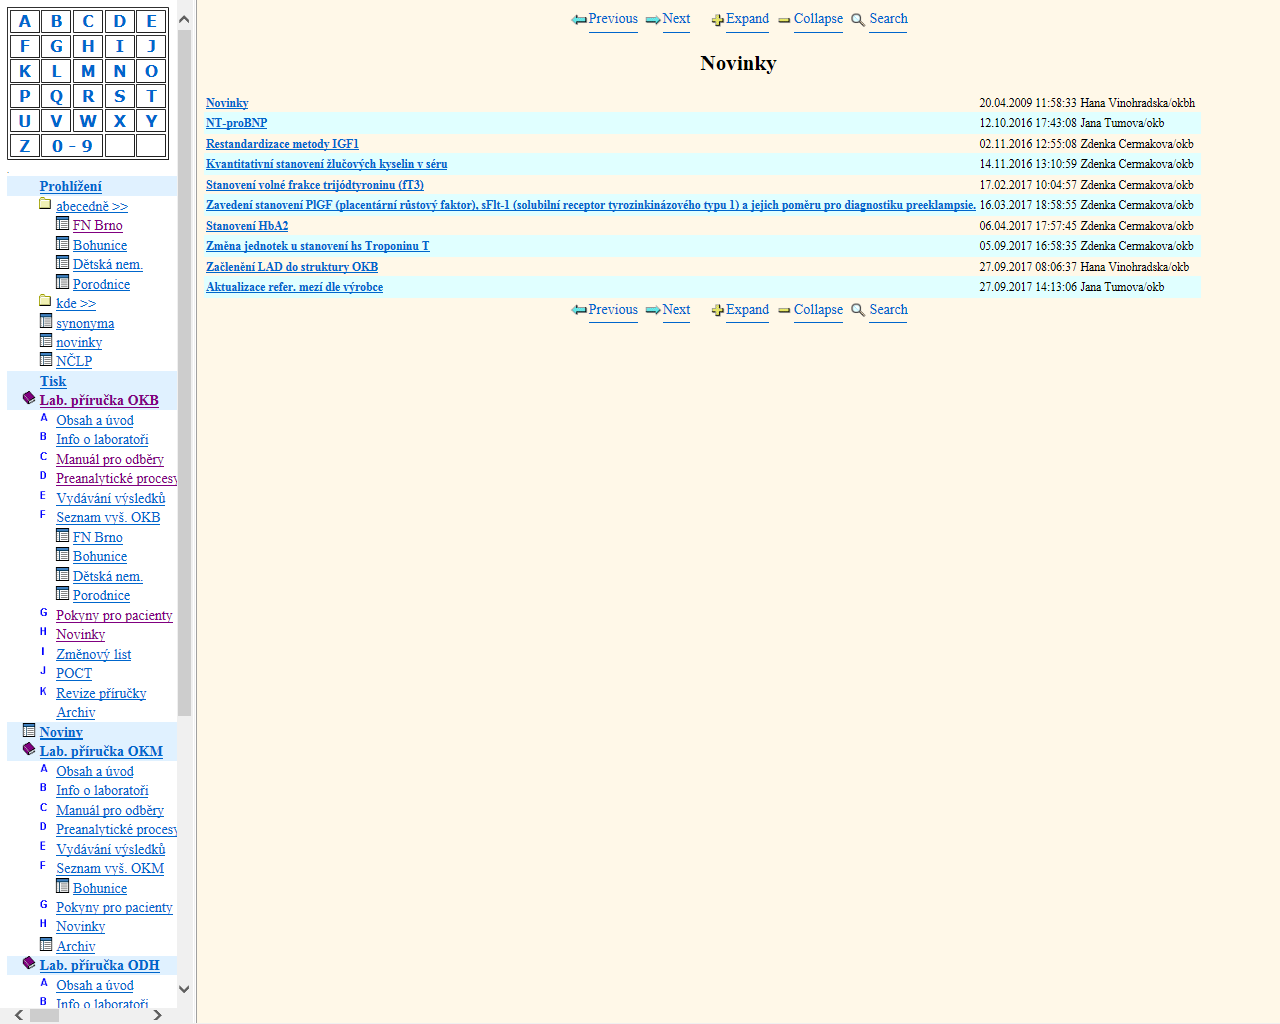 A B C D E
F G H I J
K L M N O
P Q R S T
U V W X Y
Z 0 - 9
Prohlížení
abecedně >>
FN Brno
Bohunice
Dětská nem.
Porodnice
kde >>
synonyma
novinky
NČLP
Tisk
Lab. příručka OKB
A Obsah a úvod
B Info o laboratoři
C Manuál pro odběry
D Preanalytické procesy
E Vydávání výsledků
F Seznam vyš. OKB
FN Brno
Bohunice
Dětská nem.
Porodnice
G Pokyny pro pacienty
H Novinky
I Změnový list
J POCT
K Revize příručky
Archiv
Noviny
Lab. příručka OKM
A Obsah a úvod
B Info o laboratoři
C Manuál pro odběry
D Preanalytické procesy
E Vydávání výsledků
F Seznam vyš. OKM
Bohunice
G Pokyny pro pacienty
H Novinky
Archiv
Lab. příručka ODH
A Obsah a úvod
B Info o laboratoři
Previous Next Expand Collapse Search
Novinky
Novinky 20.04.2009 11:58:33 Hana Vinohradska/okbh
NT-proBNP 12.10.2016 17:43:08 Jana Tumova/okb
Restandardizace metody IGF1 02.11.2016 12:55:08 Zdenka Cermakova/okb
Kvantitativní stanovení žlučových kyselin v séru 14.11.2016 13:10:59 Zdenka Cermakova/okb
Stanovení volné frakce trijódtyroninu (fT3) 17.02.2017 10:04:57 Zdenka Cermakova/okb
Zavedení stanovení PlGF (placentární růstový faktor), sFlt-1 (solubilní receptor tyrozinkinázového typu 1) a jejich poměru pro diagnostiku preeklampsie. 16.03.2017 18:58:55 Zdenka Cermakova/okb
Stanovení HbA2 06.04.2017 17:57:45 Zdenka Cermakova/okb
Změna jednotek u stanovení hs Troponinu T 05.09.2017 16:58:35 Zdenka Cermakova/okb
Začlenění LAD do struktury OKB 27.09.2017 08:06:37 Hana Vinohradska/okb
Aktualizace refer. mezí dle výrobce 27.09.2017 14:13:06 Jana Tumova/okb
Previous Next Expand Collapse Search